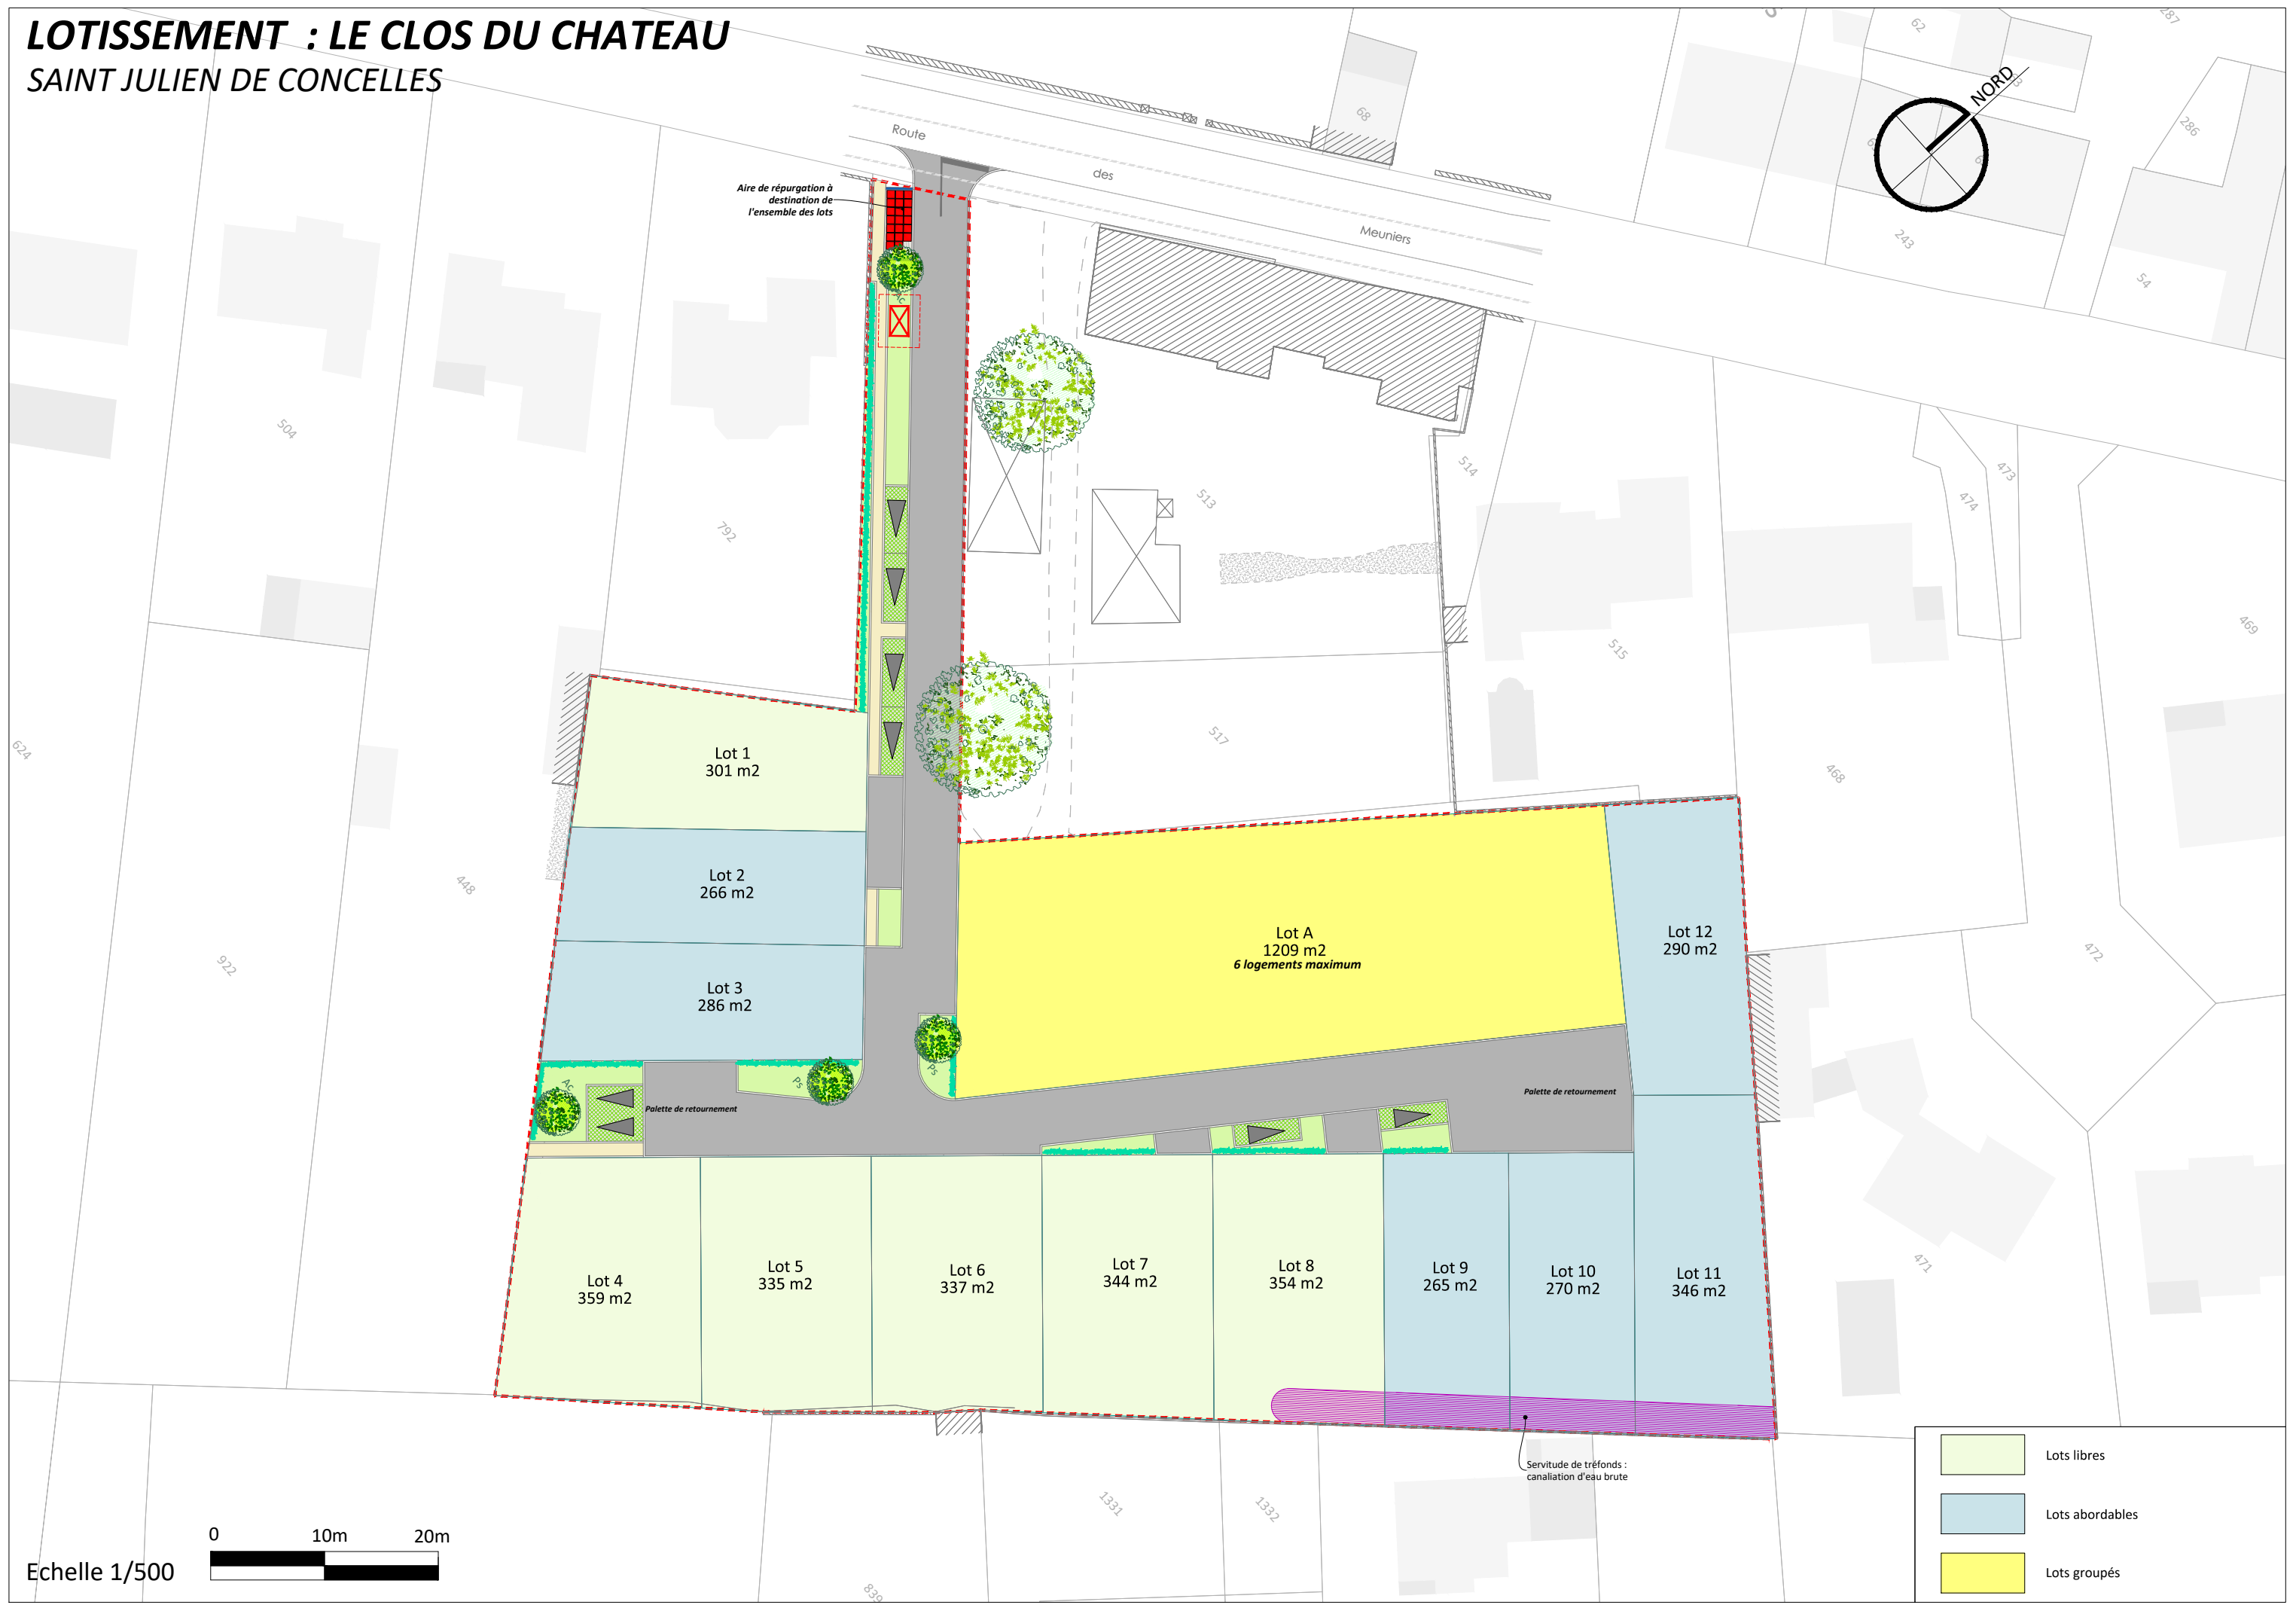 LOTISSEMENT : LE CLOS DU CHATEAU
SAINT JULIEN DE CONCELLES
NORD
Route
des
Meuniers
Aire de répurgation à
destination de
l'ensemble des lots
Ac
62
68
287
286
243
54
504
792
513
514
515
517
473
474
469
468
472
471
624
448
922
Lot 1
301 m2
Lot 2
266 m2
Lot 3
286 m2
Lot A
1209 m2
6 logements maximum
Lot 12
290 m2
Ac
Ps
Ps
Palette de retournement
Palette de retournement
Lot 4
359 m2
Lot 5
335 m2
Lot 6
337 m2
Lot 7
344 m2
Lot 8
354 m2
Lot 9
265 m2
Lot 10
270 m2
Lot 11
346 m2
Servitude de tréfonds :
canaliation d'eau brute
1331
1332
839
0 10m 20m
Echelle 1/500
Lots libres
Lots abordables
Lots groupés